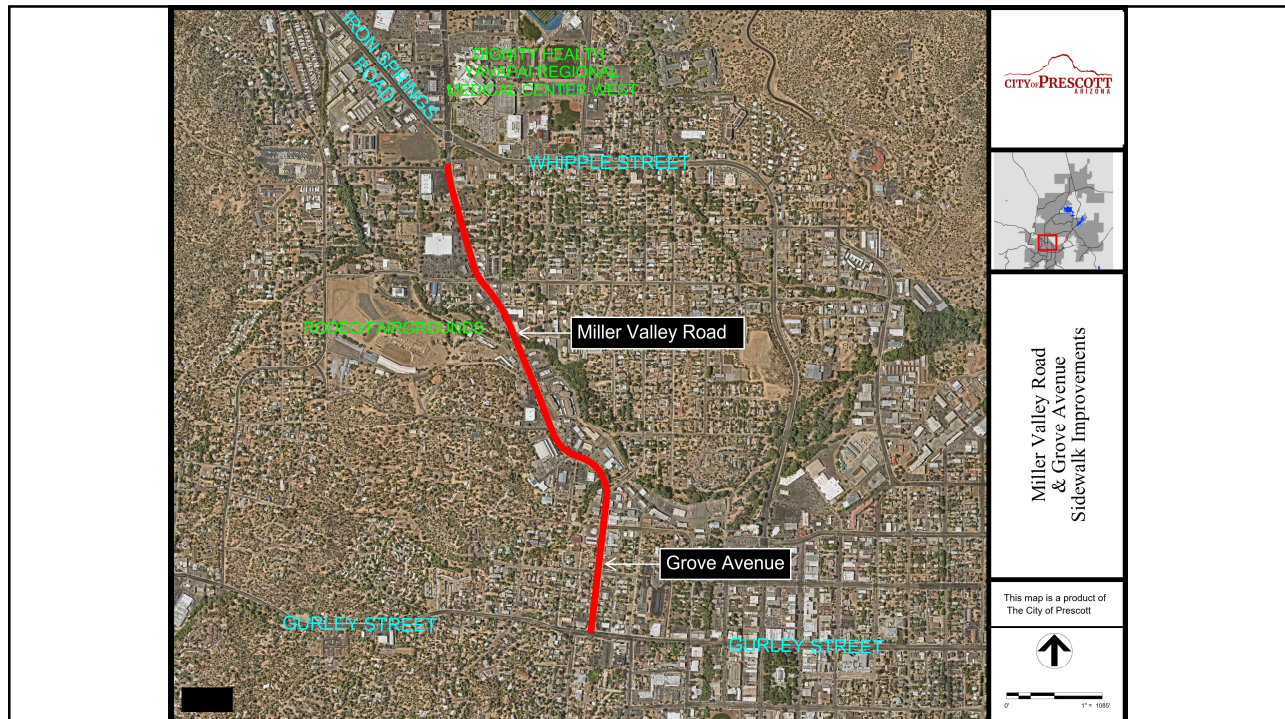 IRON SPRINGS
ROAD
DIGNITY HEALTH
YAVAPAI REGIONAL
MEDICAL CENTER WEST
WHIPPLE STREET
RODEO/FAIRGROUNDS
Miller Valley Road
Grove Avenue
GURLEY STREET
GURLEY STREET
CITY OF PRESCOTT
ARIZONA
Miller Valley Road
& Grove Avenue
Sidewalk Improvements
This map is a product of
The City of Prescott
0' 1" = 1085'